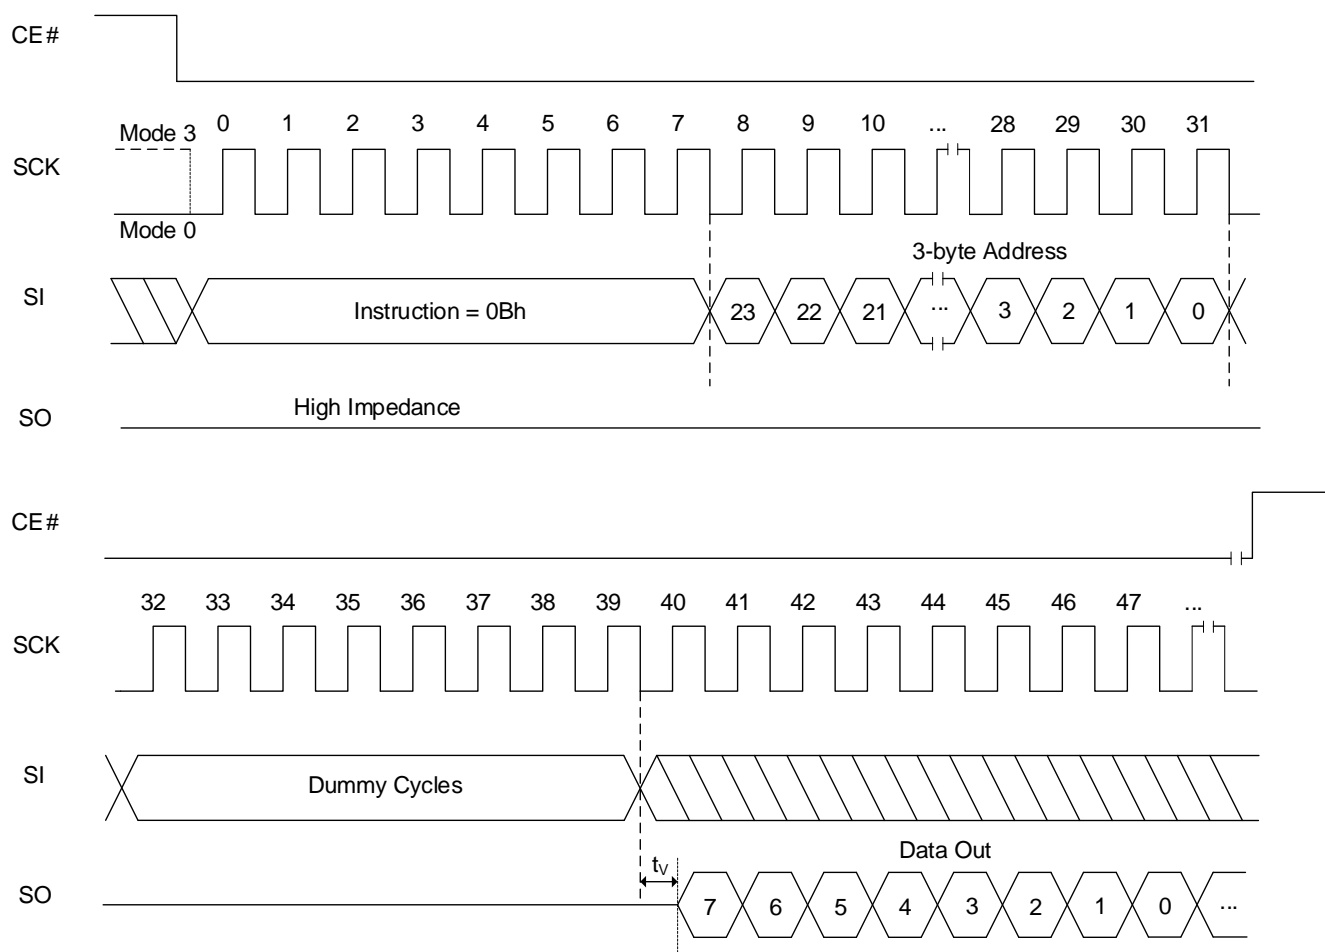 CE#
Mode 3 0 1 2 3 4 5 6 7 8 9 10 ... 28 29 30 31
SCK
Mode 0
3-byte Address
SI Instruction = 0Bh 23 22 21 ... 3 2 1 0
High Impedance
SO
CE#
32 33 34 35 36 37 38 39 40 41 42 43 44 45 46 47 ...
SCK
SI Dummy Cycles
Data Out
tV
SO 7 6 5 4 3 2 1 0 ...